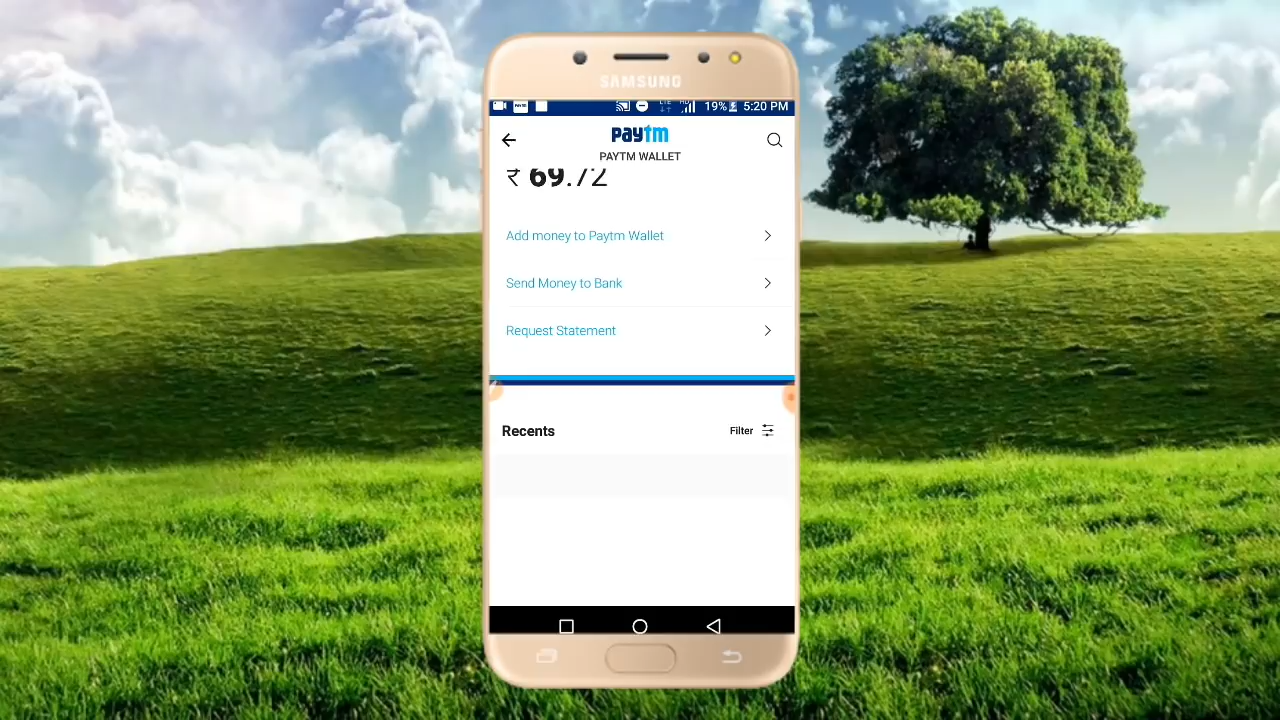 SAMSUNG
19% 5:20 PM
paytm
PAYTM WALLET
₹ 69.72
Add money to Paytm Wallet
Send Money to Bank
Request Statement
Recents
Filter